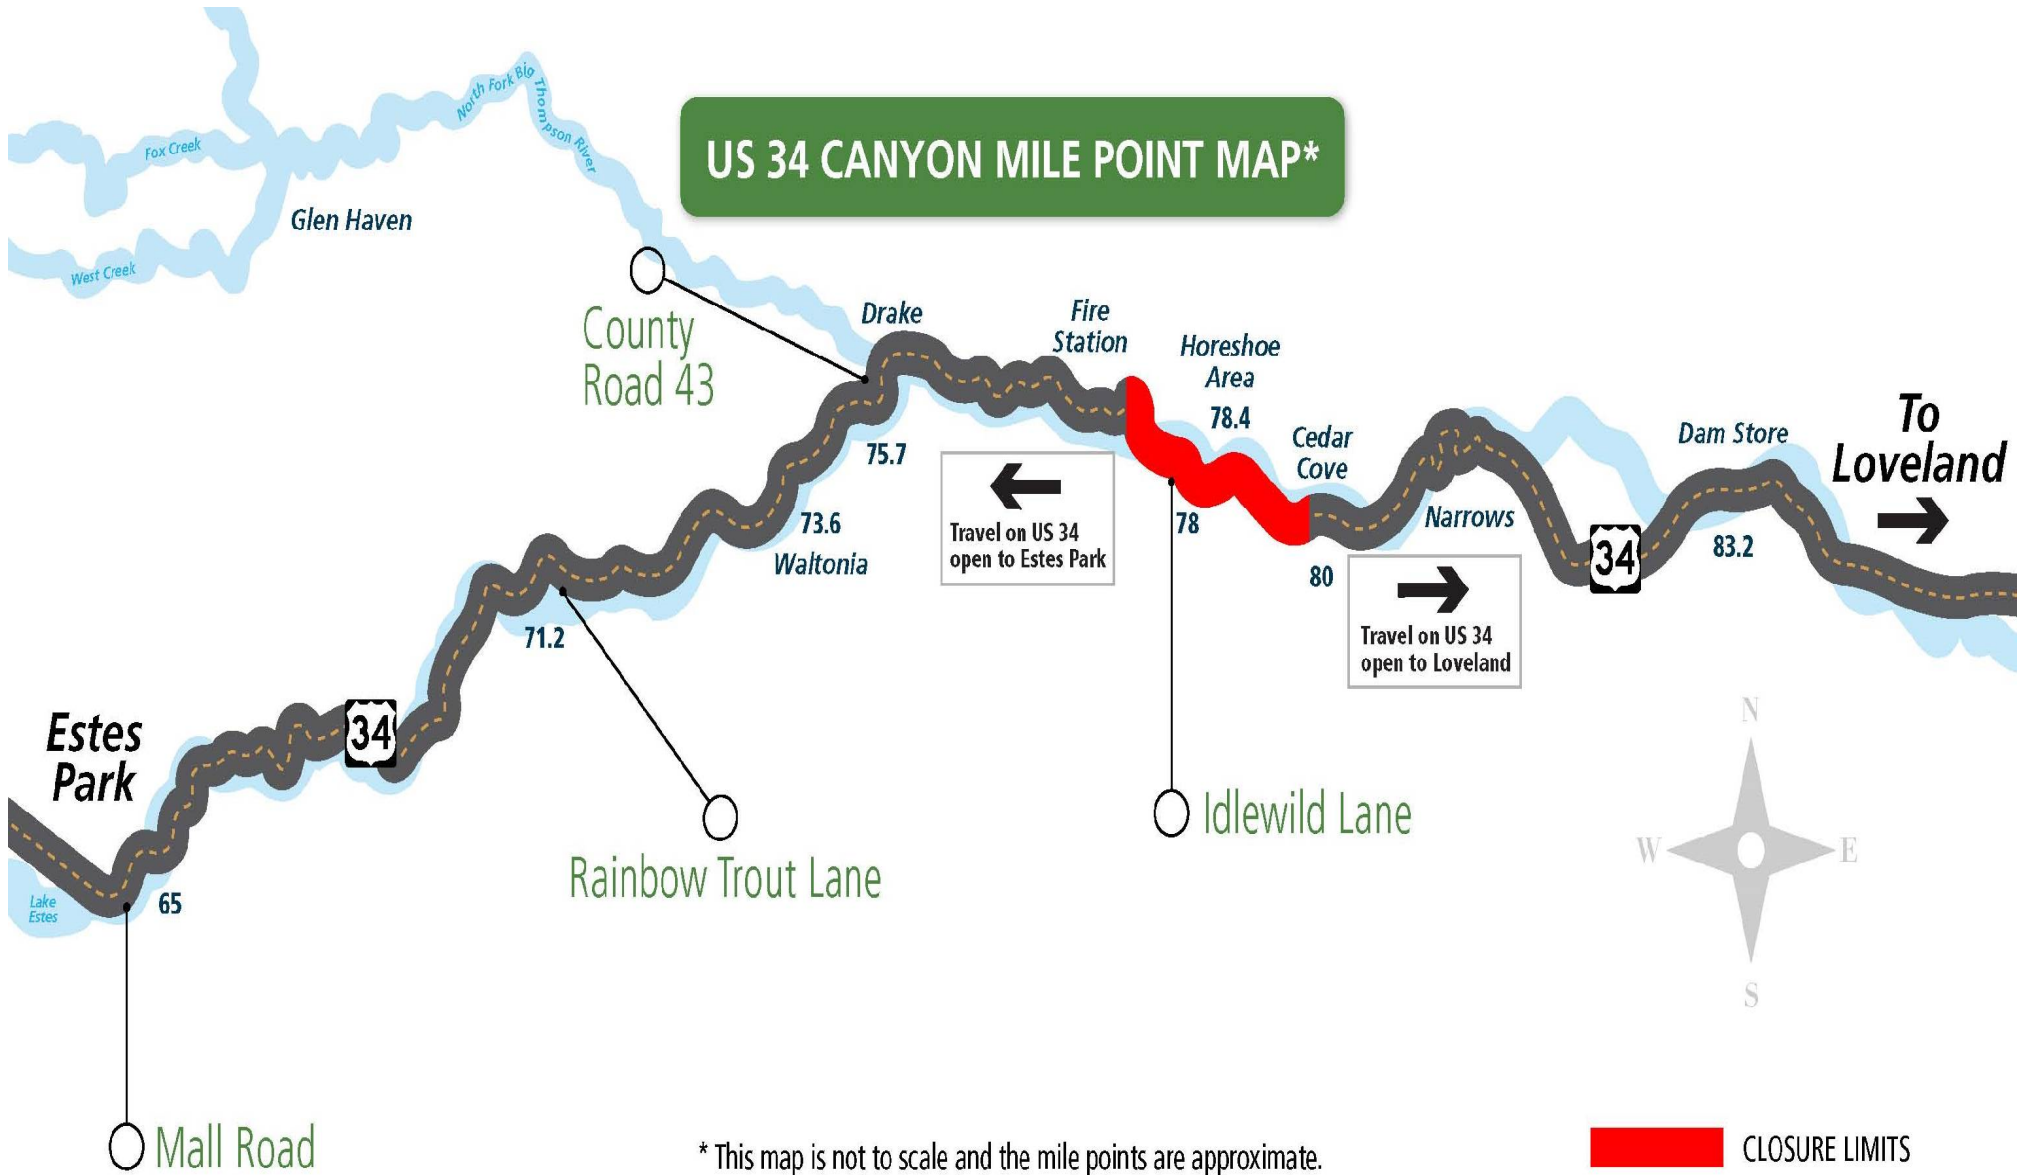 North Fork Big Thompson River
US 34 CANYON MILE POINT MAP*
Fox Creek
Glen Haven
West Creek
County
Road 43
Drake
Fire
Station
Horeshoe
Area
78.4
Cedar
Cove
Dam Store
To
Loveland
75.7
Travel on US 34
open to Estes Park
73.6
Waltonia
78
Narrows
34
83.2
80
Travel on US 34
open to Loveland
71.2
Estes
Park
34
Idlewild Lane
Rainbow Trout Lane
Lake
Estes
65
N
W
E
S
Mall Road
* This map is not to scale and the mile points are approximate.
CLOSURE LIMITS